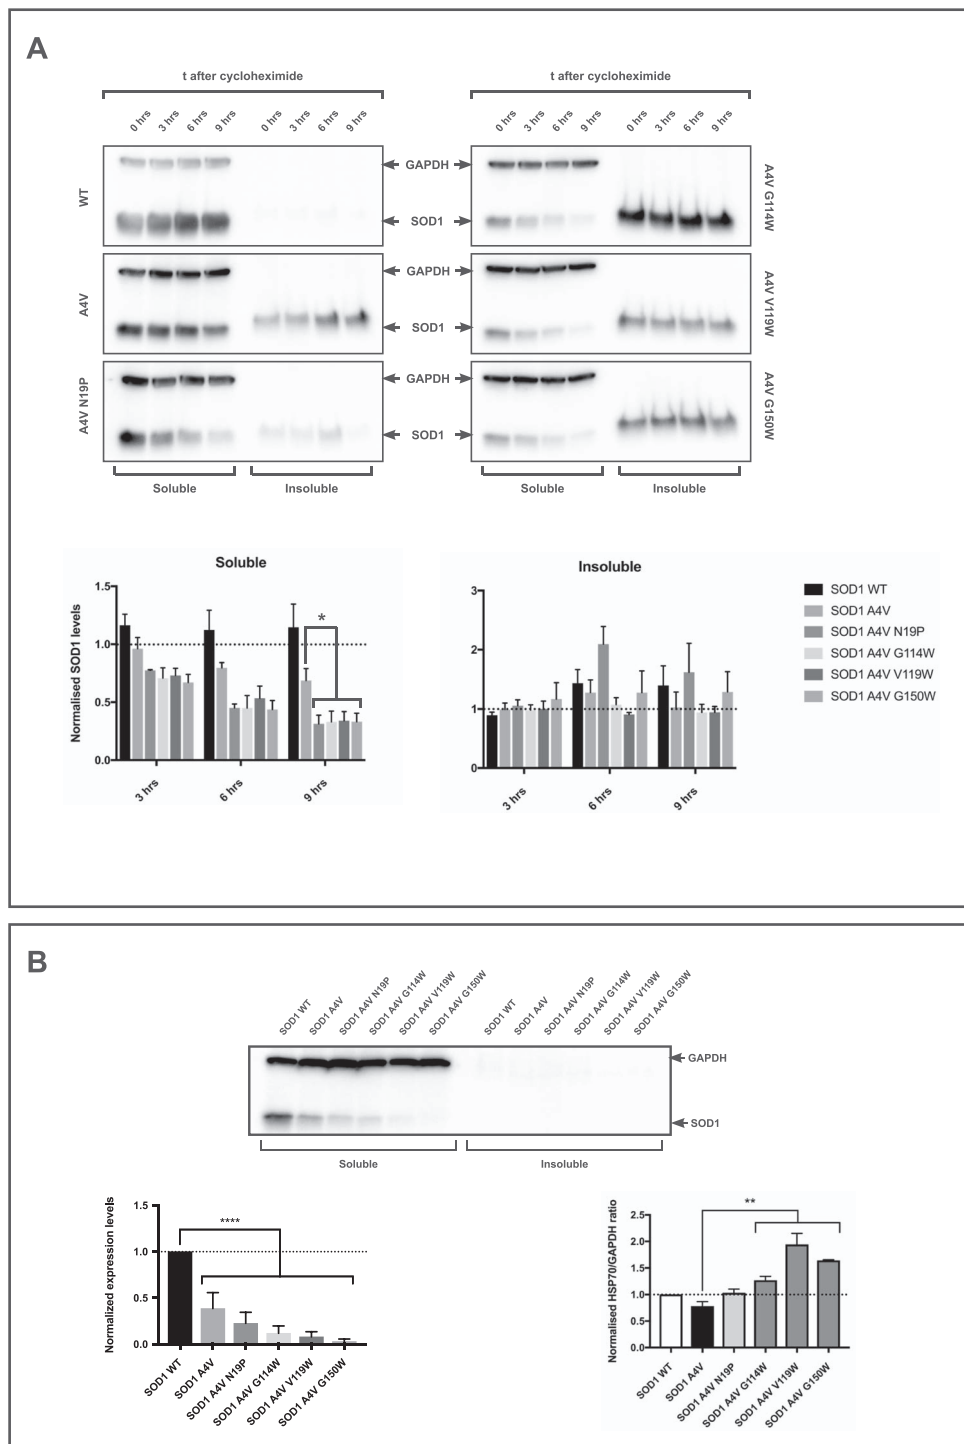 A
t after cycloheximide
t after cycloheximide
0 hrs 3 hrs 6 hrs 9 hrs 0 hrs 3 hrs 6 hrs 9 hrs
0 hrs 3 hrs 6 hrs 9 hrs 0 hrs 3 hrs 6 hrs 9 hrs
WT
GAPDH
SOD1
A4V G114W
A4V
GAPDH
SOD1
A4V V119W
A4V N19P
GAPDH
SOD1
A4V G150W
Soluble Insoluble
Soluble Insoluble
Soluble
Normalised SOD1 levels
1.5
1.0
0.5
0.0
*
3 hrs 6 hrs 9 hrs
Insoluble
3
2
1
0
3 hrs 6 hrs 9 hrs
SOD1 WT
SOD1 A4V
SOD1 A4V N19P
SOD1 A4V G114W
SOD1 A4V V119W
SOD1 A4V G150W
B
SOD1 WT SOD1 A4V SOD1 A4V N19P SOD1 A4V G114W SOD1 A4V V119W SOD1 A4V G150W
SOD1 WT SOD1 A4V SOD1 A4V N19P SOD1 A4V G114W SOD1 A4V V119W SOD1 A4V G150W
GAPDH
SOD1
Soluble Insoluble
Normalized expression levels
1.5
1.0
0.5
0.0
****
SOD1 WT SOD1 A4V SOD1 A4V N19P SOD1 A4V G114W SOD1 A4V V119W SOD1 A4V G150W
Normalised HSP70/GAPDH ratio
2.5
2.0
1.5
1.0
0.5
0.0
**
SOD1 WT SOD1 A4V SOD1 A4V N19P SOD1 A4V G114W SOD1 A4V V119W SOD1 A4V G150W